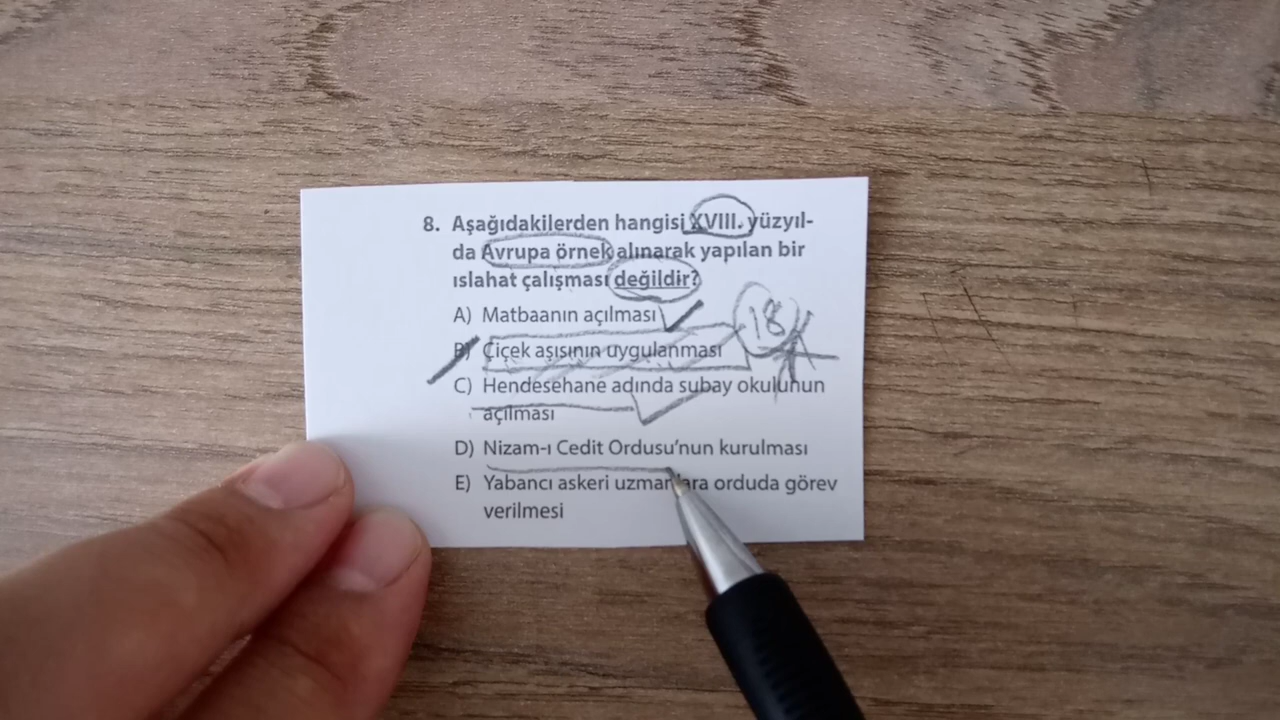 8. Aşağıdakilerden hangisi XVIII. yüzyıl-
da Avrupa örnek alınarak yapılan bir
ıslahat çalışması değildir?
A) Matbaanın açılması
18
B) Çiçek aşısının uygulanması
C) Hendesehane adında subay okulunun
açılması
D) Nizam-ı Cedit Ordusu'nun kurulması
E) Yabancı askeri uzmanlara orduda görev
verilmesi